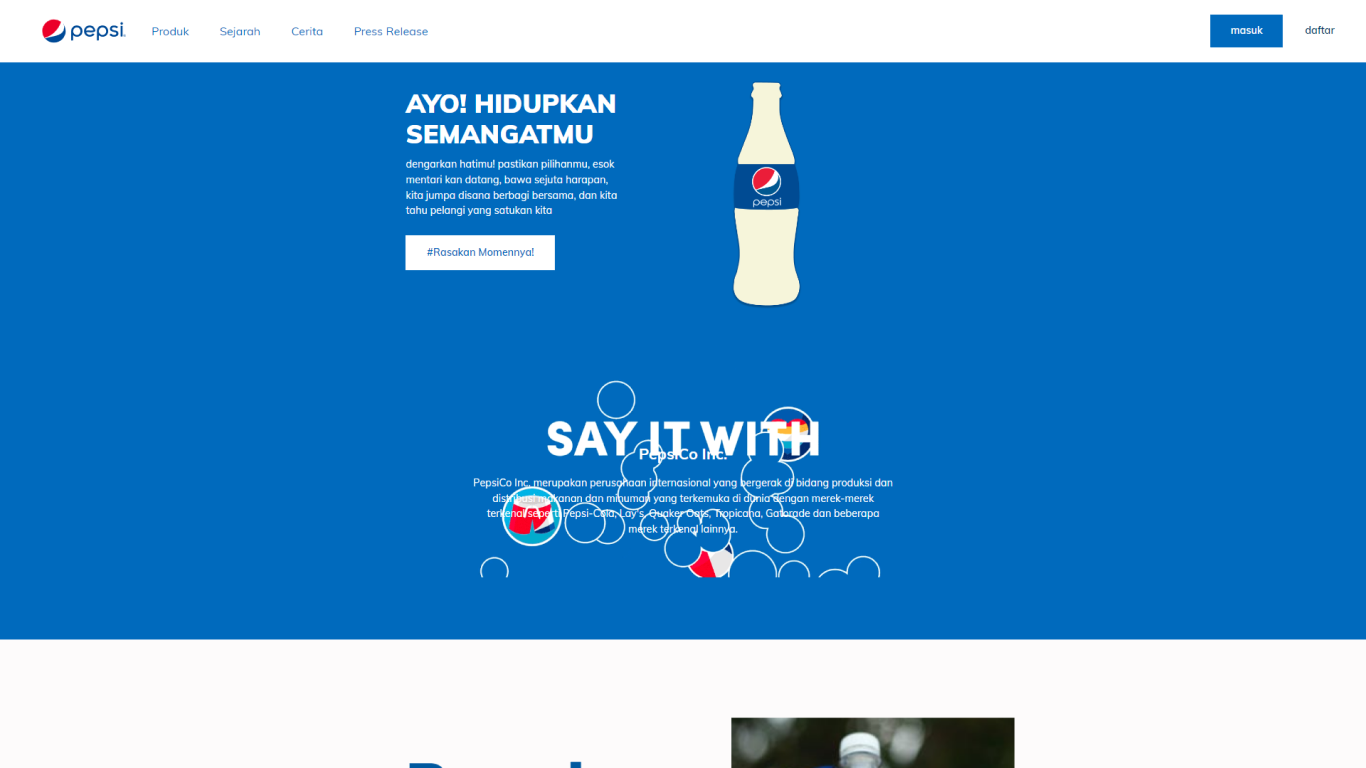 pepsi
Produk
Sejarah
Cerita
Press Release
masuk
daftar
AYO! HIDUPKAN
SEMANGATMU
dengarkan hatimu! pastikan pilihanmu, esok
mentari kan datang, bawa sejuta harapan,
kita jumpa disana berbagi bersama, dan kita
tahu pelangi yang satukan kita
#Rasakan Momennya!
pepsi
SAY IT WITH
PepsiCo Inc.
PepsiCo Inc. merupakan perusahaan internasional yang bergerak di bidang produksi dan
distribusi makanan dan minuman yang terkemuka di dunia dengan merek-merek
terkenal seperti Pepsi-Cola, Lay's, Quaker Oats, Tropicana, Gatorade dan beberapa
merek terkenal lainnya.